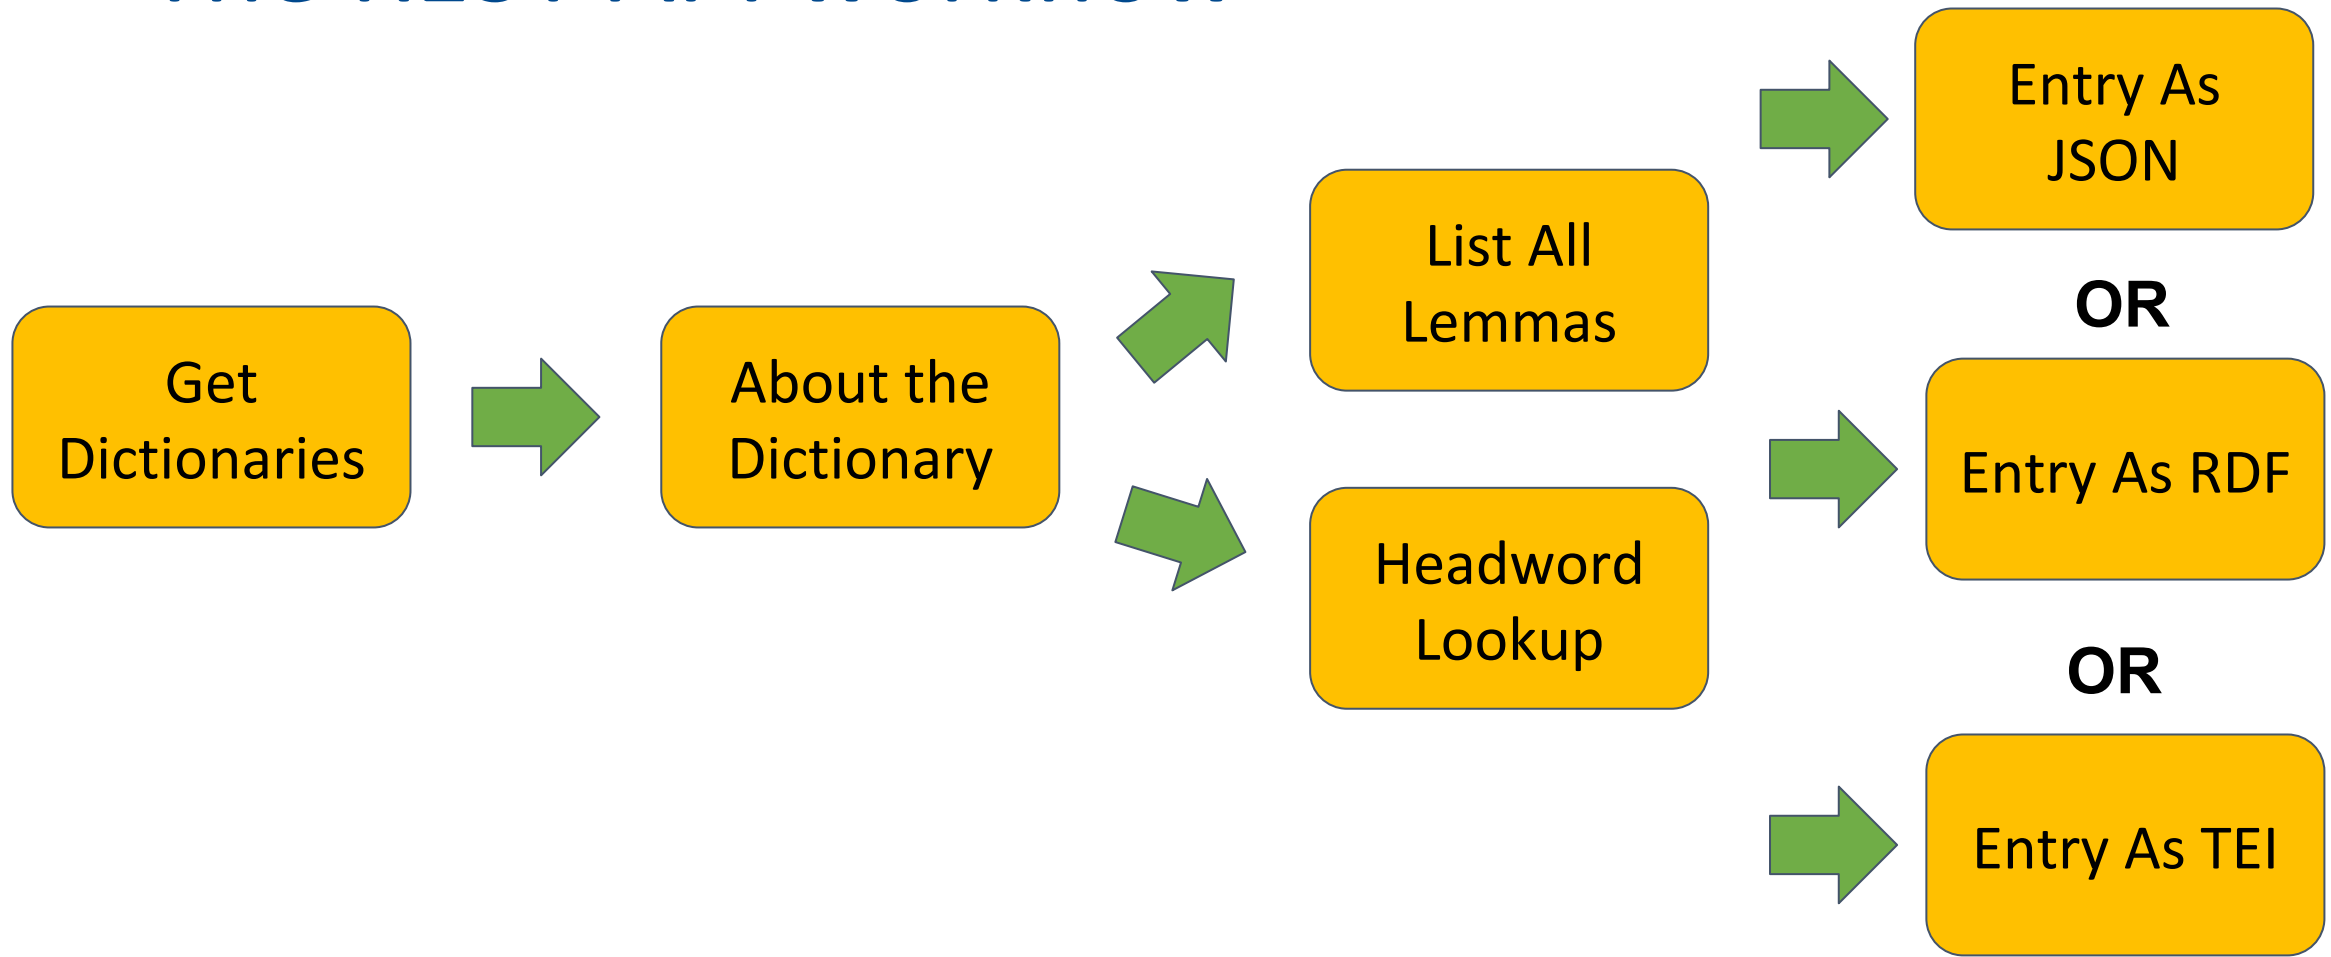 Get
Dictionaries
About the
Dictionary
List All
Lemmas
Headword
Lookup
Entry As
JSON
OR
Entry As RDF
OR
Entry As TEI